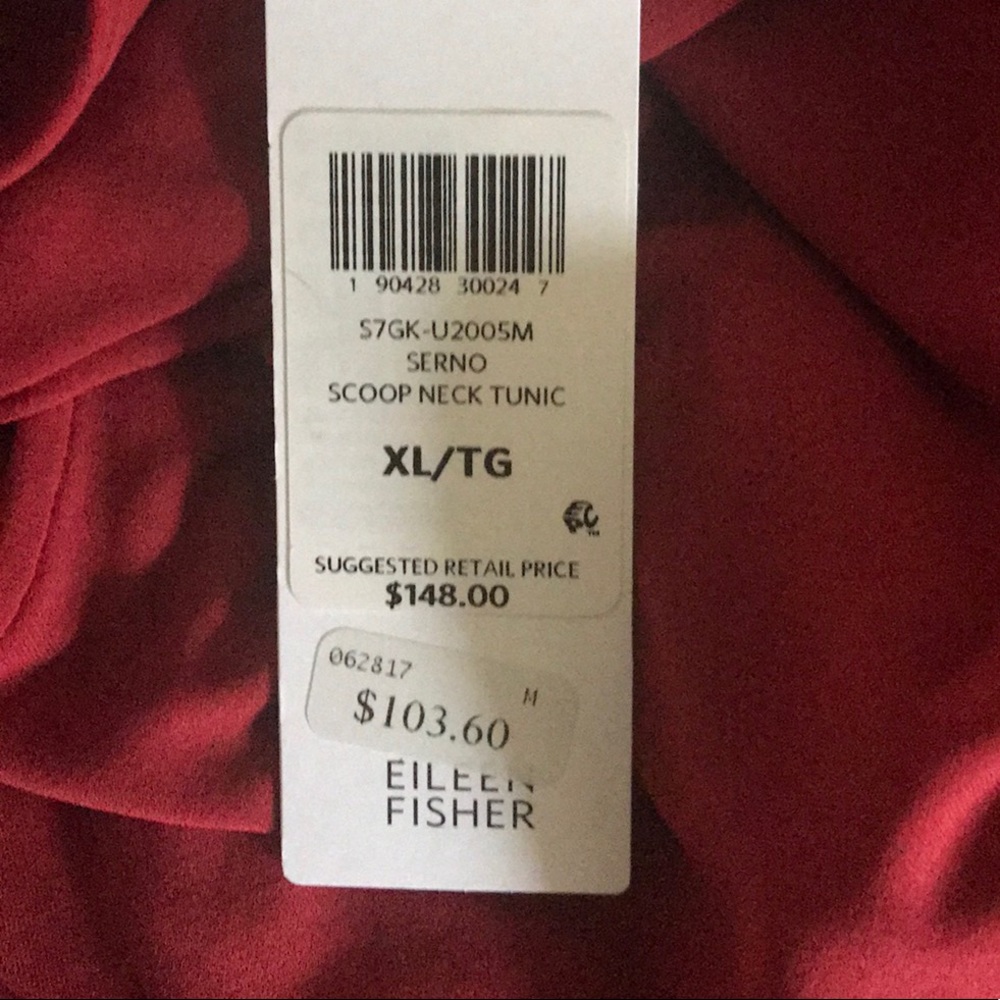 1 90428 30024 7
S7GK-U2005M
SERNO
SCOOP NECK TUNIC
XL/TG
SUGGESTED RETAIL PRICE
$148.00
062817
M
$103.60
EILEEN
FISHER